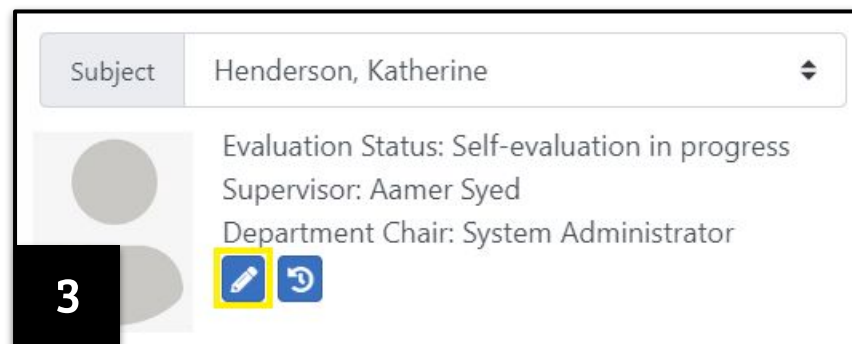 Subject Henderson, Katherine
Evaluation Status: Self-evaluation in progress
Supervisor: Aamer Syed
Department Chair: System Administrator
3